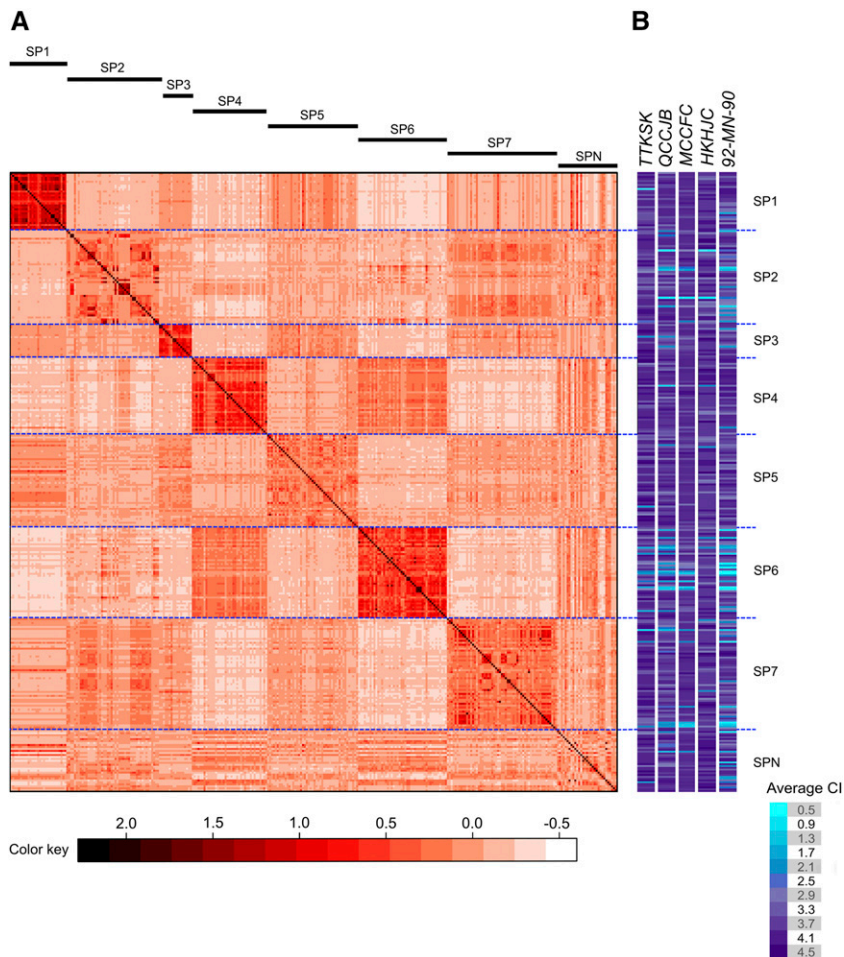 A
B
SP1
SP2
SP3
SP4
SP5
SP6
SP7
SPN
TTKSK
QCCJB
MCCFC
HKHJC
92-MN-90
SP1
SP2
SP3
SP4
SP5
SP6
SP7
SPN
Average CI
0.5
0.9
1.3
1.7
2.1
2.5
2.9
3.3
3.7
4.1
4.5
2.0 1.5 1.0 0.5 0.0 -0.5
Color key